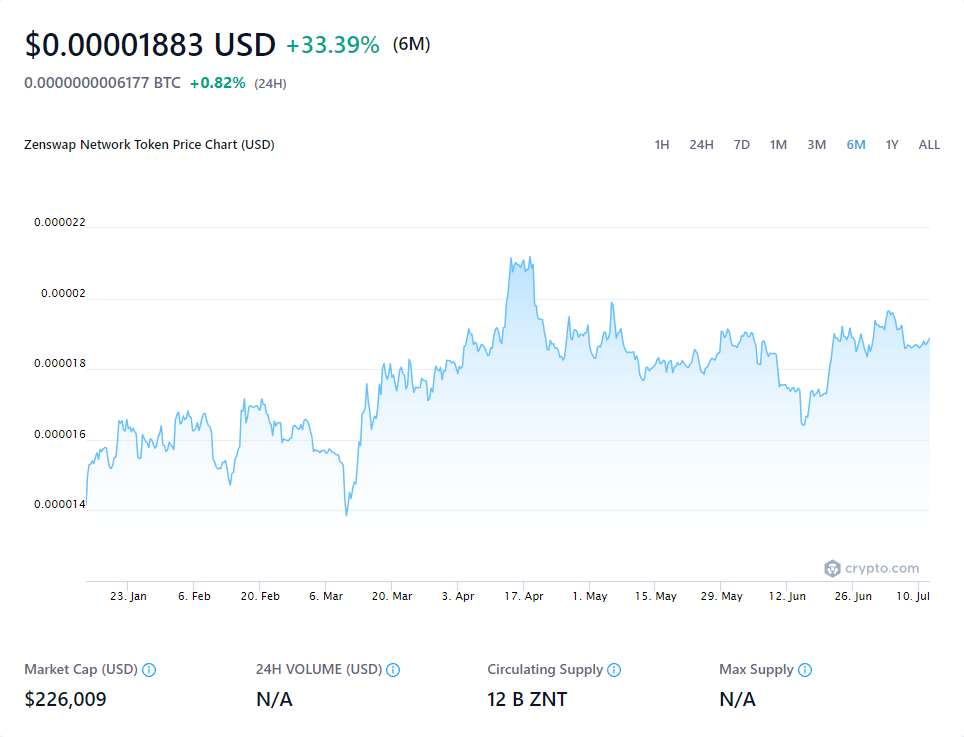 $0.00001883 USD +33.39% (6M)
0.0000000006177 BTC +0.82% (24H)
Zenswap Network Token Price Chart (USD) 1H 24H 7D 1M 3M 6M 1Y ALL
0.000022
0.00002
0.000018
0.000016
0.000014
crypto.com
23. Jan 6. Feb 20. Feb 6. Mar 20. Mar 3. Apr 17. Apr 1. May 15. May 29. May 12. Jun 26. Jun 10. Jul
Market Cap (USD) 24H VOLUME (USD) Circulating Supply Max Supply
$226,009 N/A 12 B ZNT N/A